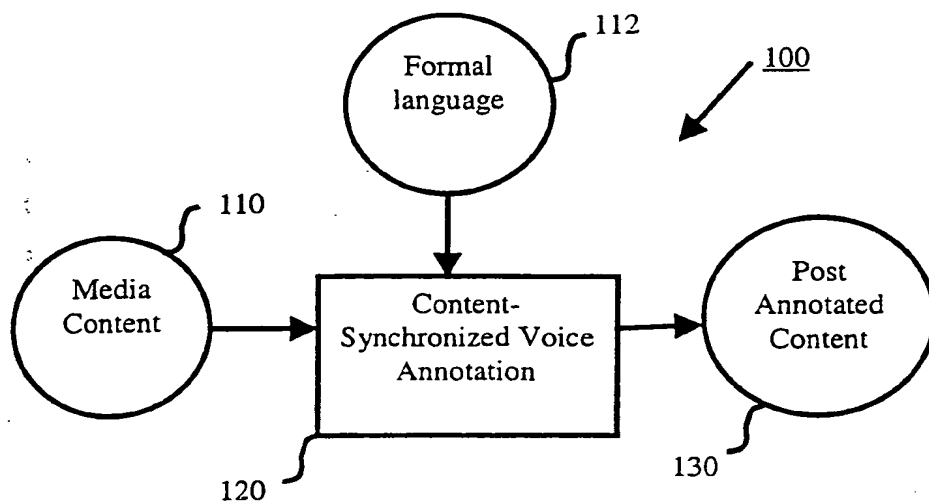 112
100
Formal
language
110
Media
Content
Content-
Synchronized Voice
Annotation
Post
Annotated
Content
120
130